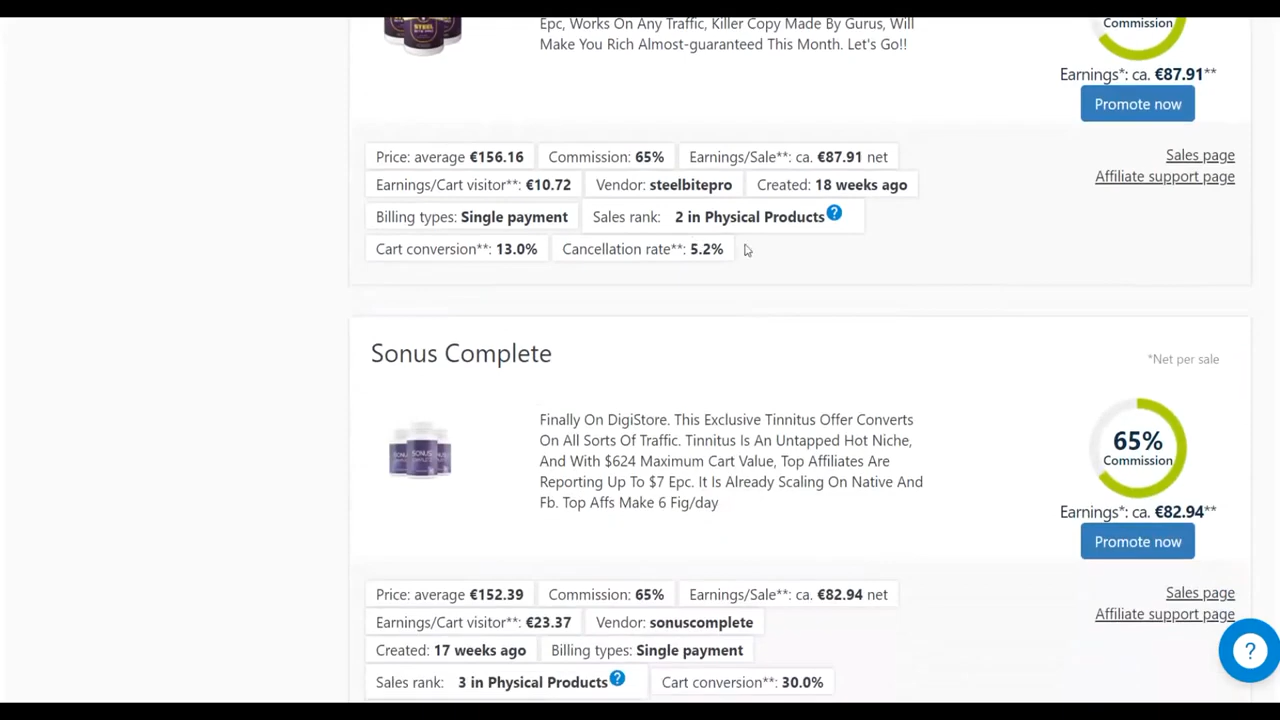 Epc, Works On Any Traffic, Killer Copy Made By Gurus, Will
Make You Rich Almost-guaranteed This Month. Let's Go!!
Commission
Earnings*: ca. €87.91**
Promote now
Price: average €156.16
Commission: 65%
Earnings/Sale**: ca. €87.91 net
Sales page
Earnings/Cart visitor**: €10.72
Vendor: steelbitepro
Created: 18 weeks ago
Affiliate support page
Billing types: Single payment
Sales rank: 2 in Physical Products ?
Cart conversion**: 13.0%
Cancellation rate**: 5.2%
Sonus Complete
*Net per sale
Finally On DigiStore. This Exclusive Tinnitus Offer Converts
On All Sorts Of Traffic. Tinnitus Is An Untapped Hot Niche,
And With $624 Maximum Cart Value, Top Affiliates Are
Reporting Up To $7 Epc. It Is Already Scaling On Native And
Fb. Top Affs Make 6 Fig/day
65%
Commission
Earnings*: ca. €82.94**
Promote now
Price: average €152.39
Commission: 65%
Earnings/Sale**: ca. €82.94 net
Sales page
Earnings/Cart visitor**: €23.37
Vendor: sonuscomplete
Affiliate support page
Created: 17 weeks ago
Billing types: Single payment
Sales rank: 3 in Physical Products ?
Cart conversion**: 30.0%
?